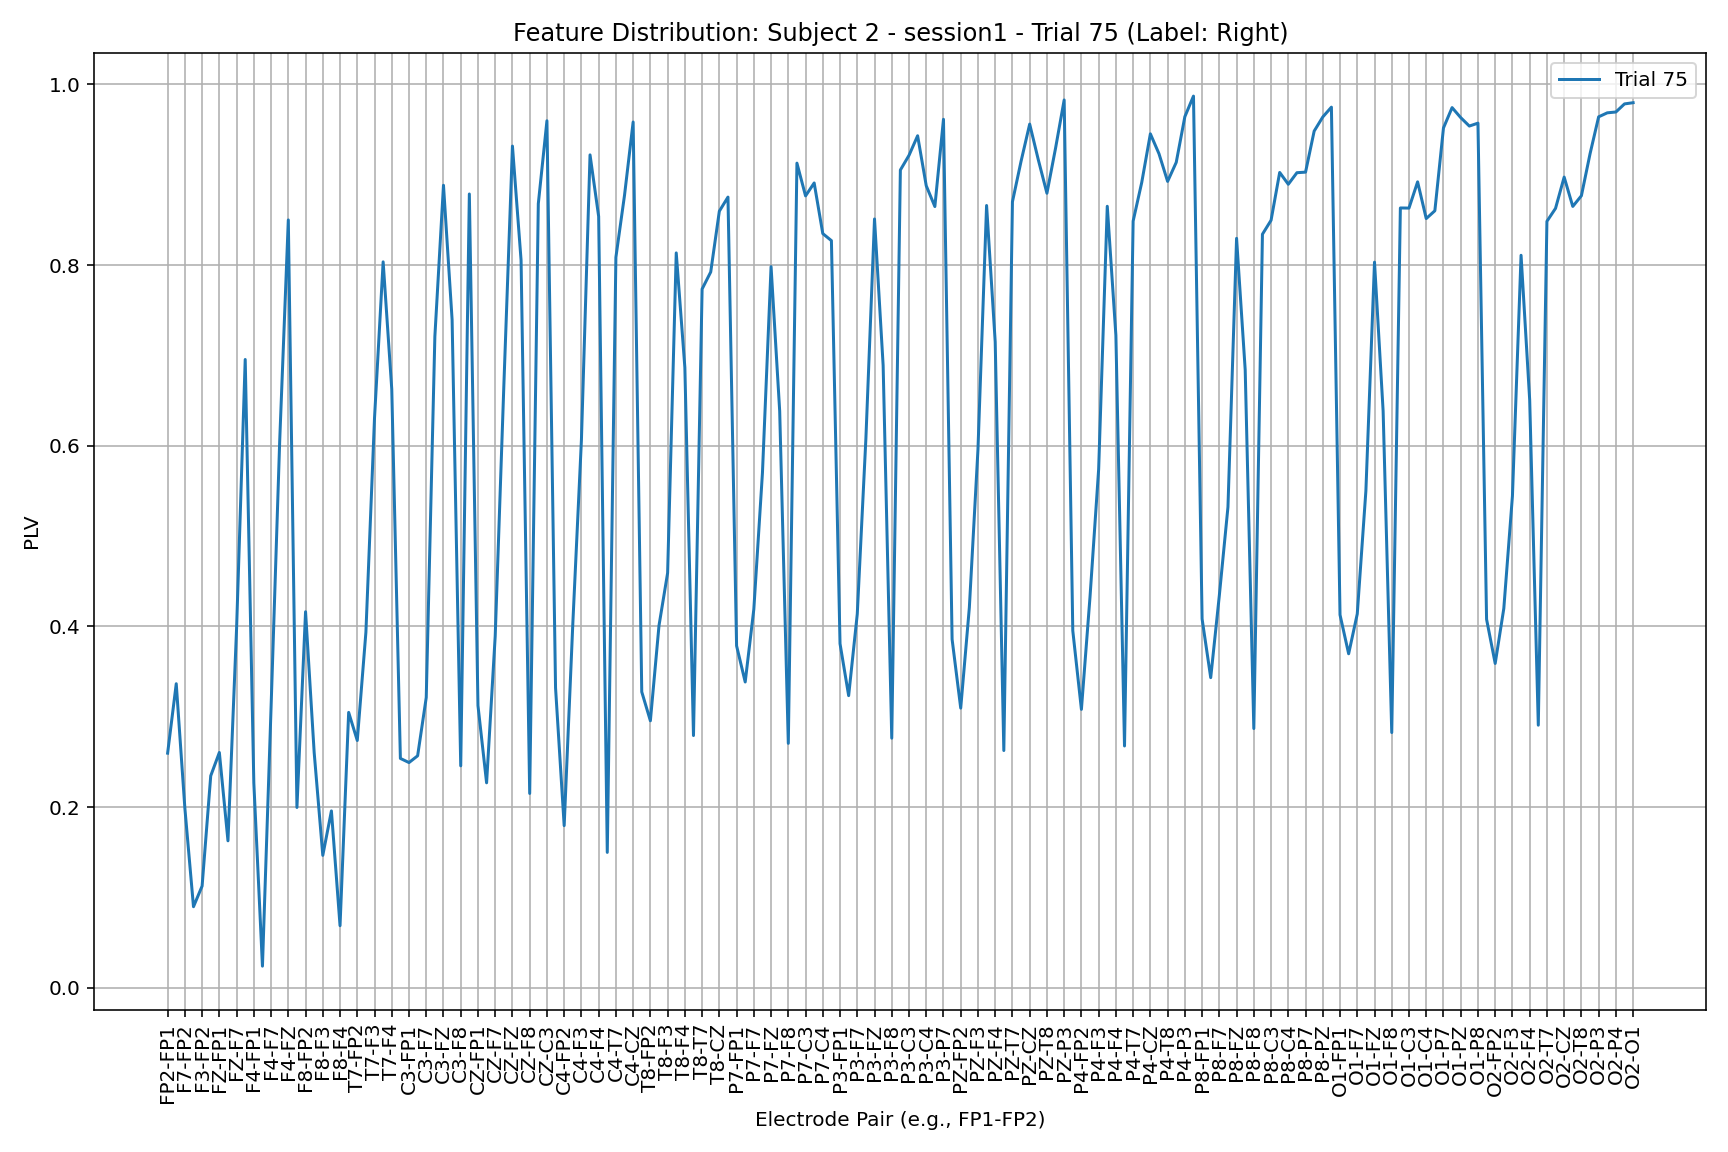 Feature Distribution: Subject 2 - session1 - Trial 75 (Label: Right)
Trial 75
1.0
0.8
0.6
0.4
0.2
0.0
PLV
FP2-FP1
F7-FP2
F3-FP2
FZ-FP1
FZ-F7
F4-FP1
F4-F7
F4-FZ
F8-FP2
F8-F3
F8-F4
T7-FP2
T7-F3
T7-F4
C3-FP1
C3-F7
C3-FZ
C3-F8
CZ-FP1
CZ-F7
CZ-FZ
CZ-F8
CZ-C3
C4-FP2
C4-F3
C4-F4
C4-T7
C4-CZ
T8-FP2
T8-F3
T8-F4
T8-T7
T8-CZ
P7-FP1
P7-F7
P7-FZ
P7-F8
P7-C3
P7-C4
P3-FP1
P3-F7
P3-FZ
P3-F8
P3-C3
P3-C4
P3-P7
PZ-FP2
PZ-F3
PZ-F4
PZ-T7
PZ-CZ
PZ-T8
PZ-P3
P4-FP2
P4-F3
P4-F4
P4-T7
P4-CZ
P4-T8
P4-P3
P8-FP1
P8-F7
P8-FZ
P8-F8
P8-C3
P8-C4
P8-P7
P8-PZ
O1-FP1
O1-F7
O1-FZ
O1-F8
O1-C3
O1-C4
O1-P7
O1-PZ
O1-P8
O2-FP2
O2-F3
O2-F4
O2-T7
O2-CZ
O2-T8
O2-P3
O2-P4
O2-O1
Electrode Pair (e.g., FP1-FP2)